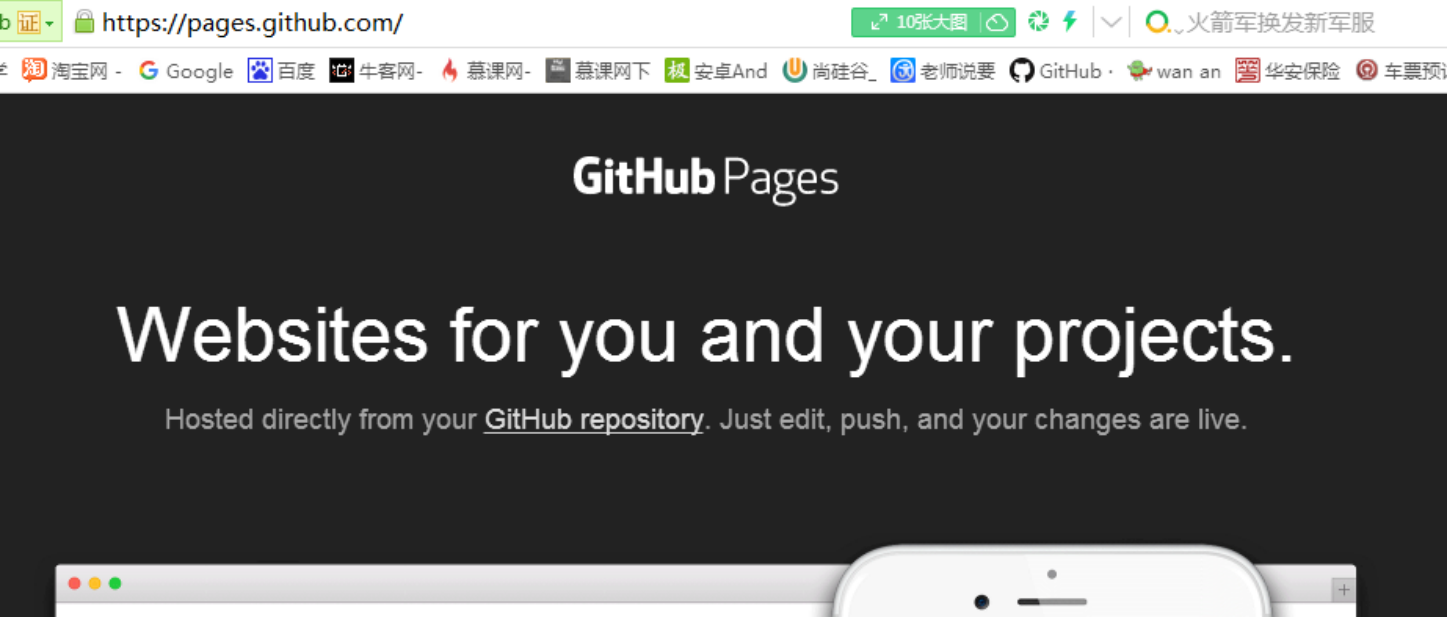 b 证 https://pages.github.com/ 10张大图 火箭军换发新军服
淘宝网 - Google 百度 牛客网- 慕课网- 慕课网下 极 安卓And 尚硅谷_ 老师说要 GitHub · wan an 华安保险 车票预
GitHub Pages
Websites for you and your projects.
Hosted directly from your GitHub repository. Just edit, push, and your changes are live.